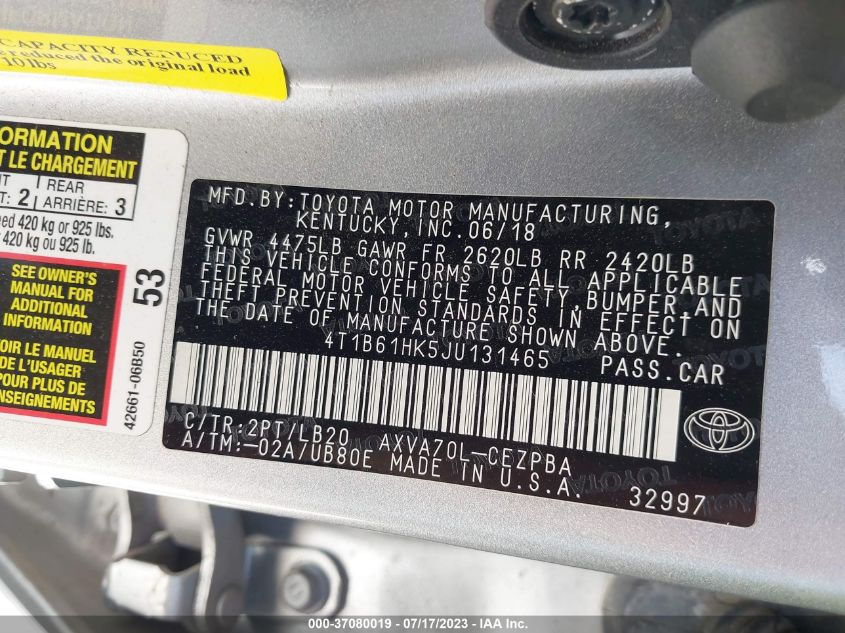 CAPACITY REDUCED
reduced the original load
10 lbs
ORMATION
T LE CHARGEMENT
NT
T: 2
REAR
ARRIÈRE: 3
ed 420 kg or 925 lbs.
420 kg ou 925 lb.
SEE OWNER'S
MANUAL FOR
ADDITIONAL
INFORMATION
OIR LE MANUEL
DE L'USAGER
POUR PLUS DE
ENSEIGNEMENTS
53
42661-06B50
MFD. BY: TOYOTA MOTOR MANUFACTURING,
KENTUCKY, INC. 06/18
GVWR 4475LB GAWR FR 2620LB RR 2420LB
THIS VEHICLE CONFORMS TO ALL APPLICABLE
FEDERAL MOTOR VEHICLE SAFETY, BUMPER, AND
THEFT PREVENTION STANDARDS IN EFFECT ON
THE DATE OF MANUFACTURE SHOWN ABOVE.
4T1B61HK5JU131465 PASS. CAR
C/TR: 2PT/LB20 AXVA70L-CEZPBA
A/TM: -02A/UB80E MADE IN U.S.A.
32997
TOYOTA
000-37080019 / 07/17/2023 / IAA Inc.